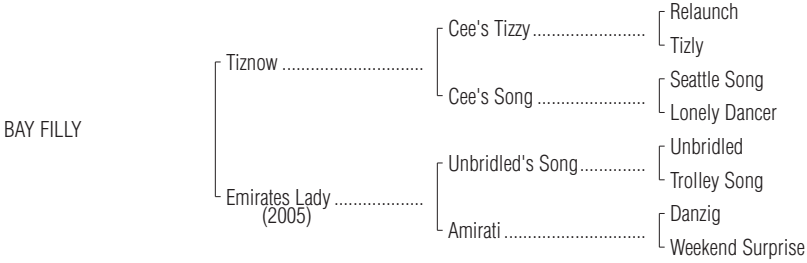 Relaunch
Cee's Tizzy........................
Tizly
Tiznow ..............................
Seattle Song
Cee's Song .......................
Lonely Dancer
BAY FILLY
Unbridled
Unbridled's Song..............
Trolley Song
Emirates Lady ...................
(2005)
Danzig
Amirati ..............................
Weekend Surprise